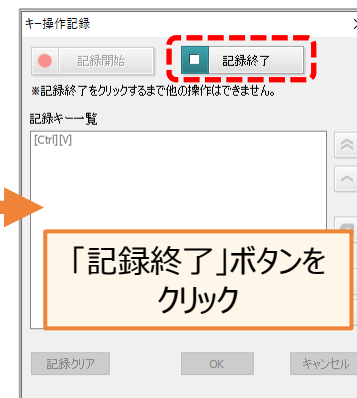 キー操作記録
記録開始
記録終了
※記録終了をクリックするまで他の操作はできません。
記録キー一覧
[Ctrl][V]
「記録終了」ボタンを
クリック
記録クリア
OK
キャンセル